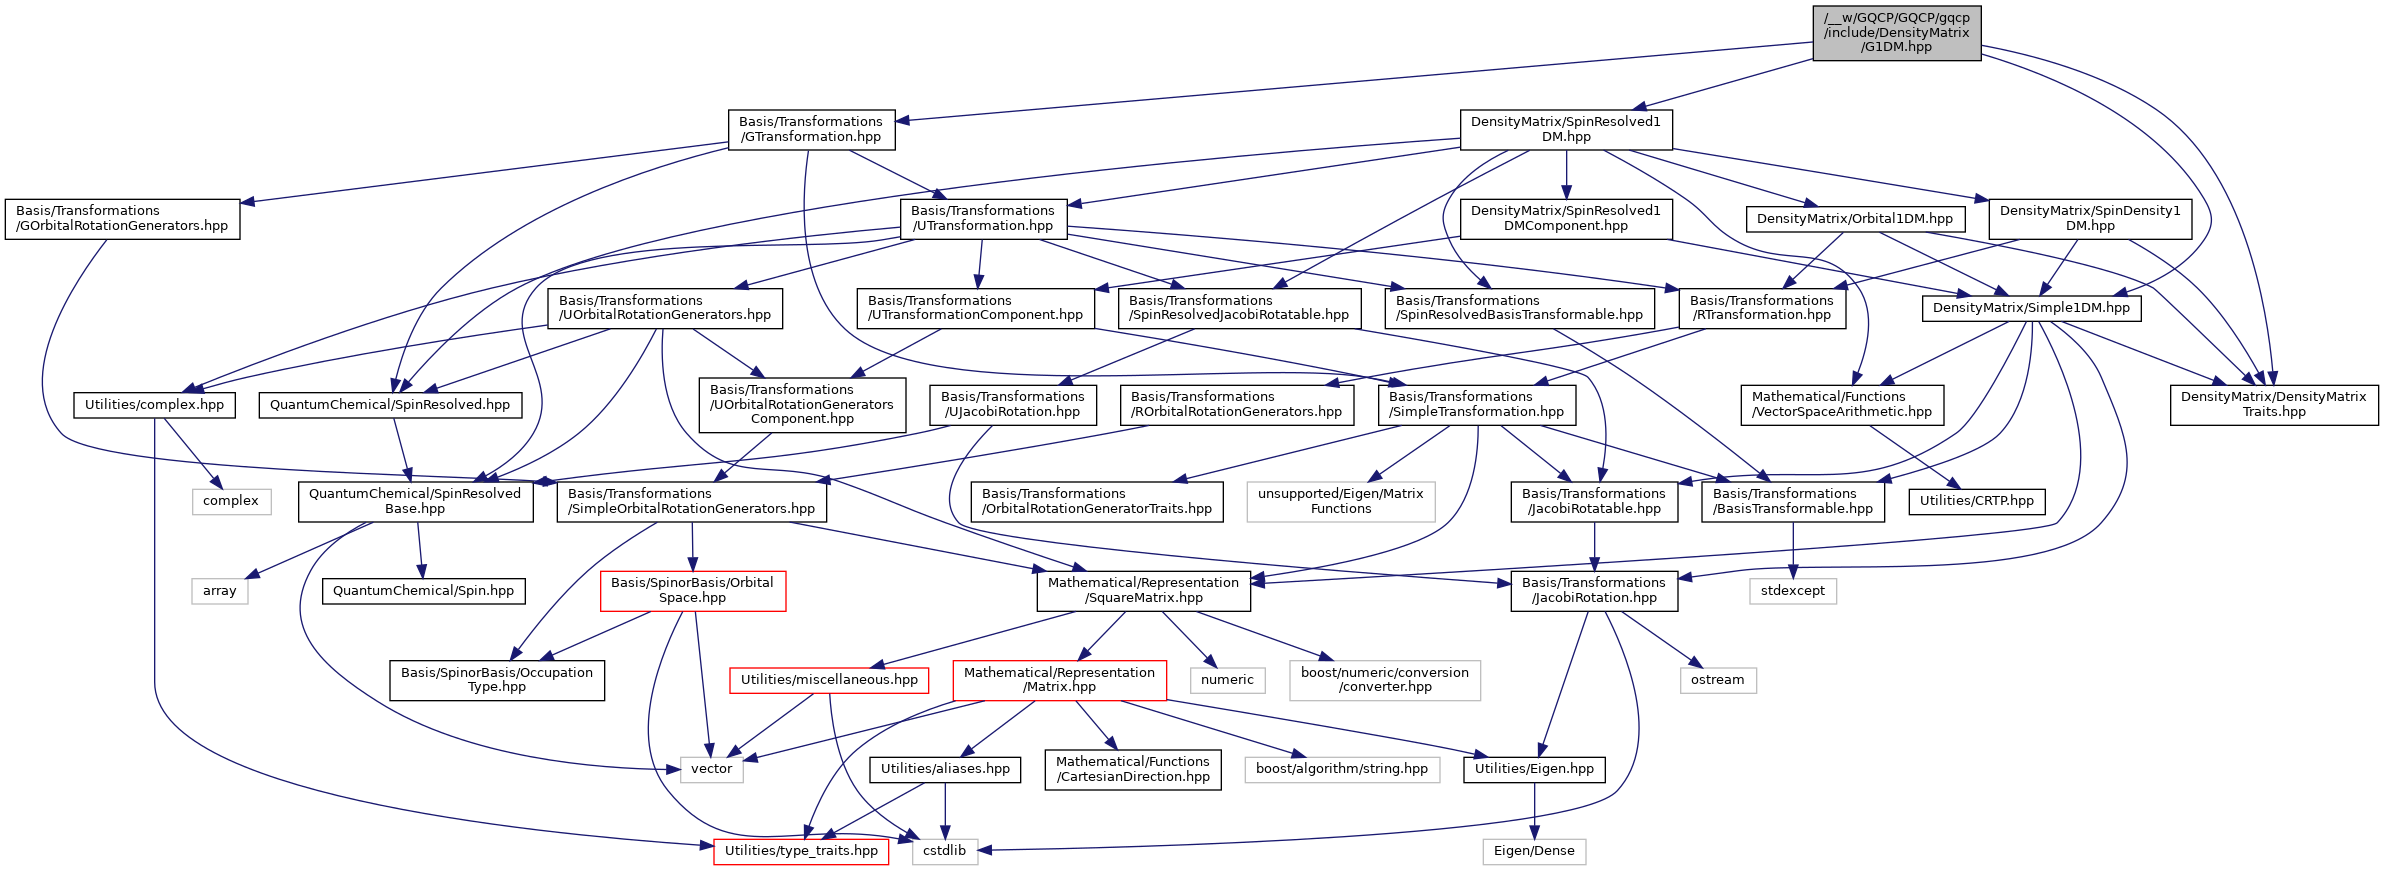 /__w/GQCP/GQCP/gqcp
/include/DensityMatrix
/G1DM.hpp
Basis/Transformations
/GTransformation.hpp
DensityMatrix/SpinResolved1
DM.hpp
Basis/Transformations
/GOrbitalRotationGenerators.hpp
Basis/Transformations
/UTransformation.hpp
DensityMatrix/SpinResolved1
DMComponent.hpp
DensityMatrix/Orbital1DM.hpp
DensityMatrix/SpinDensity1
DM.hpp
Basis/Transformations
/UOrbitalRotationGenerators.hpp
Basis/Transformations
/UTransformationComponent.hpp
Basis/Transformations
/SpinResolvedJacobiRotatable.hpp
Basis/Transformations
/SpinResolvedBasisTransformable.hpp
Basis/Transformations
/RTransformation.hpp
DensityMatrix/Simple1DM.hpp
Utilities/complex.hpp
QuantumChemical/SpinResolved.hpp
Basis/Transformations
/UOrbitalRotationGenerators
Component.hpp
Basis/Transformations
/UJacobiRotation.hpp
Basis/Transformations
/ROrbitalRotationGenerators.hpp
Basis/Transformations
/SimpleTransformation.hpp
Mathematical/Functions
/VectorSpaceArithmetic.hpp
DensityMatrix/DensityMatrix
Traits.hpp
complex
QuantumChemical/SpinResolved
Base.hpp
Basis/Transformations
/SimpleOrbitalRotationGenerators.hpp
Basis/Transformations
/OrbitalRotationGeneratorTraits.hpp
unsupported/Eigen/Matrix
Functions
Basis/Transformations
/JacobiRotatable.hpp
Basis/Transformations
/BasisTransformable.hpp
Utilities/CRTP.hpp
array
QuantumChemical/Spin.hpp
Basis/SpinorBasis/Orbital
Space.hpp
Mathematical/Representation
/SquareMatrix.hpp
Basis/Transformations
/JacobiRotation.hpp
stdexcept
Basis/SpinorBasis/Occupation
Type.hpp
Utilities/miscellaneous.hpp
Mathematical/Representation
/Matrix.hpp
numeric
boost/numeric/conversion
/converter.hpp
ostream
vector
Utilities/aliases.hpp
Mathematical/Functions
/CartesianDirection.hpp
boost/algorithm/string.hpp
Utilities/Eigen.hpp
Utilities/type_traits.hpp
cstdlib
Eigen/Dense